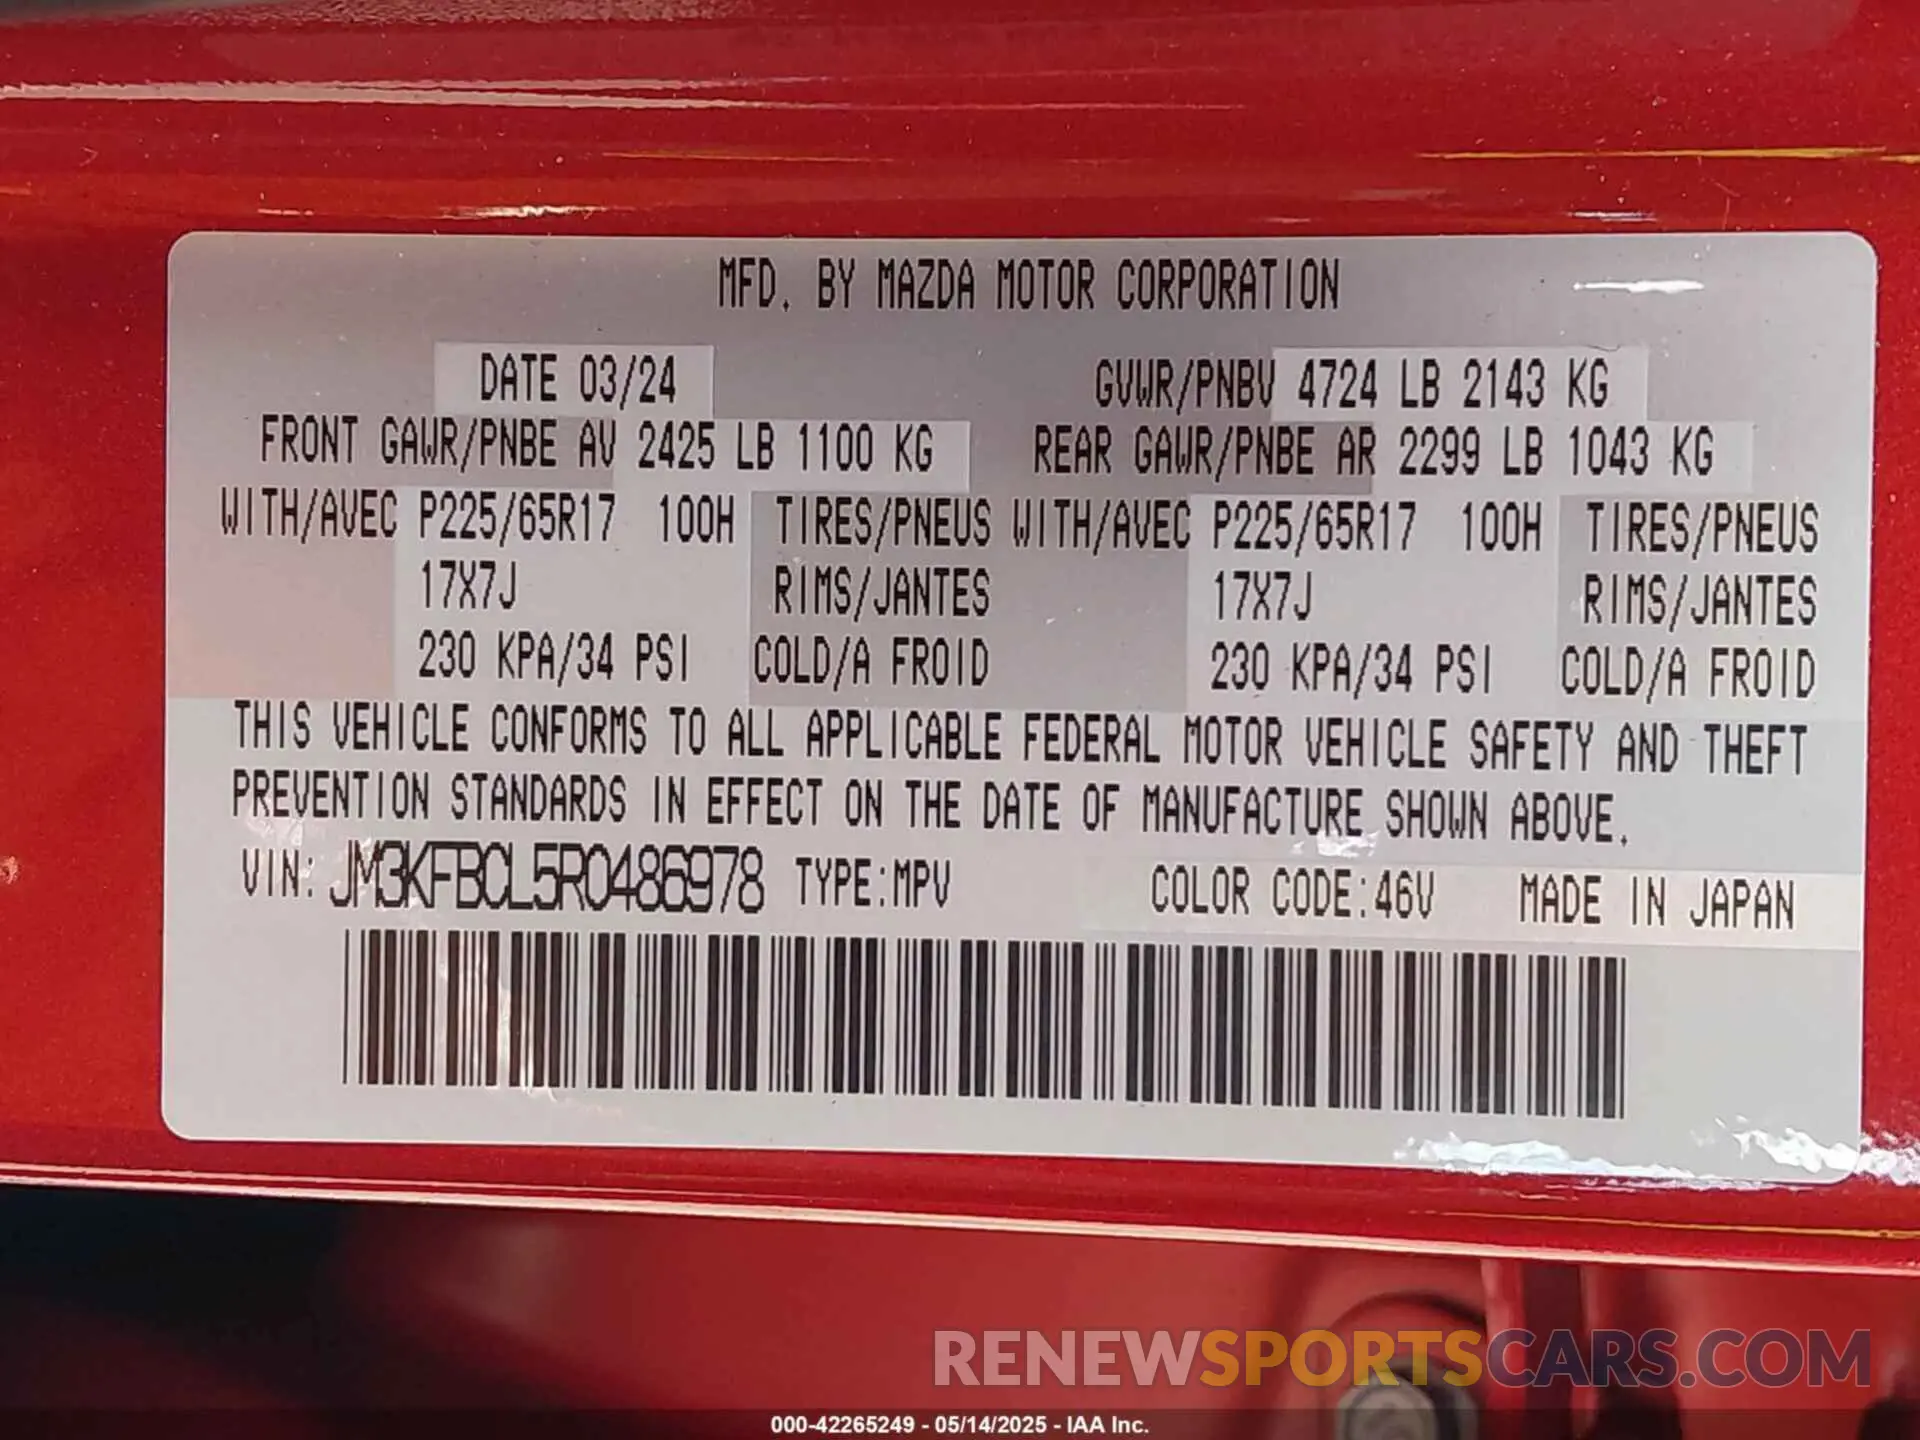 MFD. BY MAZDA MOTOR CORPORATION
DATE 03/24 GVWR/PNBV 4724 LB 2143 KG
FRONT GAWR/PNBE AV 2425 LB 1100 KG REAR GAWR/PNBE AR 2299 LB 1043 KG
WITH/AVEC P225/65R17 100H TIRES/PNEUS WITH/AVEC P225/65R17 100H TIRES/PNEUS
17X7J RIMS/JANTES 17X7J RIMS/JANTES
230 KPA/34 PSI COLD/A FROID 230 KPA/34 PSI COLD/A FROID
THIS VEHICLE CONFORMS TO ALL APPLICABLE FEDERAL MOTOR VEHICLE SAFETY AND THEFT
PREVENTION STANDARDS IN EFFECT ON THE DATE OF MANUFACTURE SHOWN ABOVE.
VIN: JM3KFBCL5R0486978 TYPE:MPV COLOR CODE:46V MADE IN JAPAN
RENEWSPORTSCARS.COM
000-42265249 - 05/14/2025 - IAA Inc.